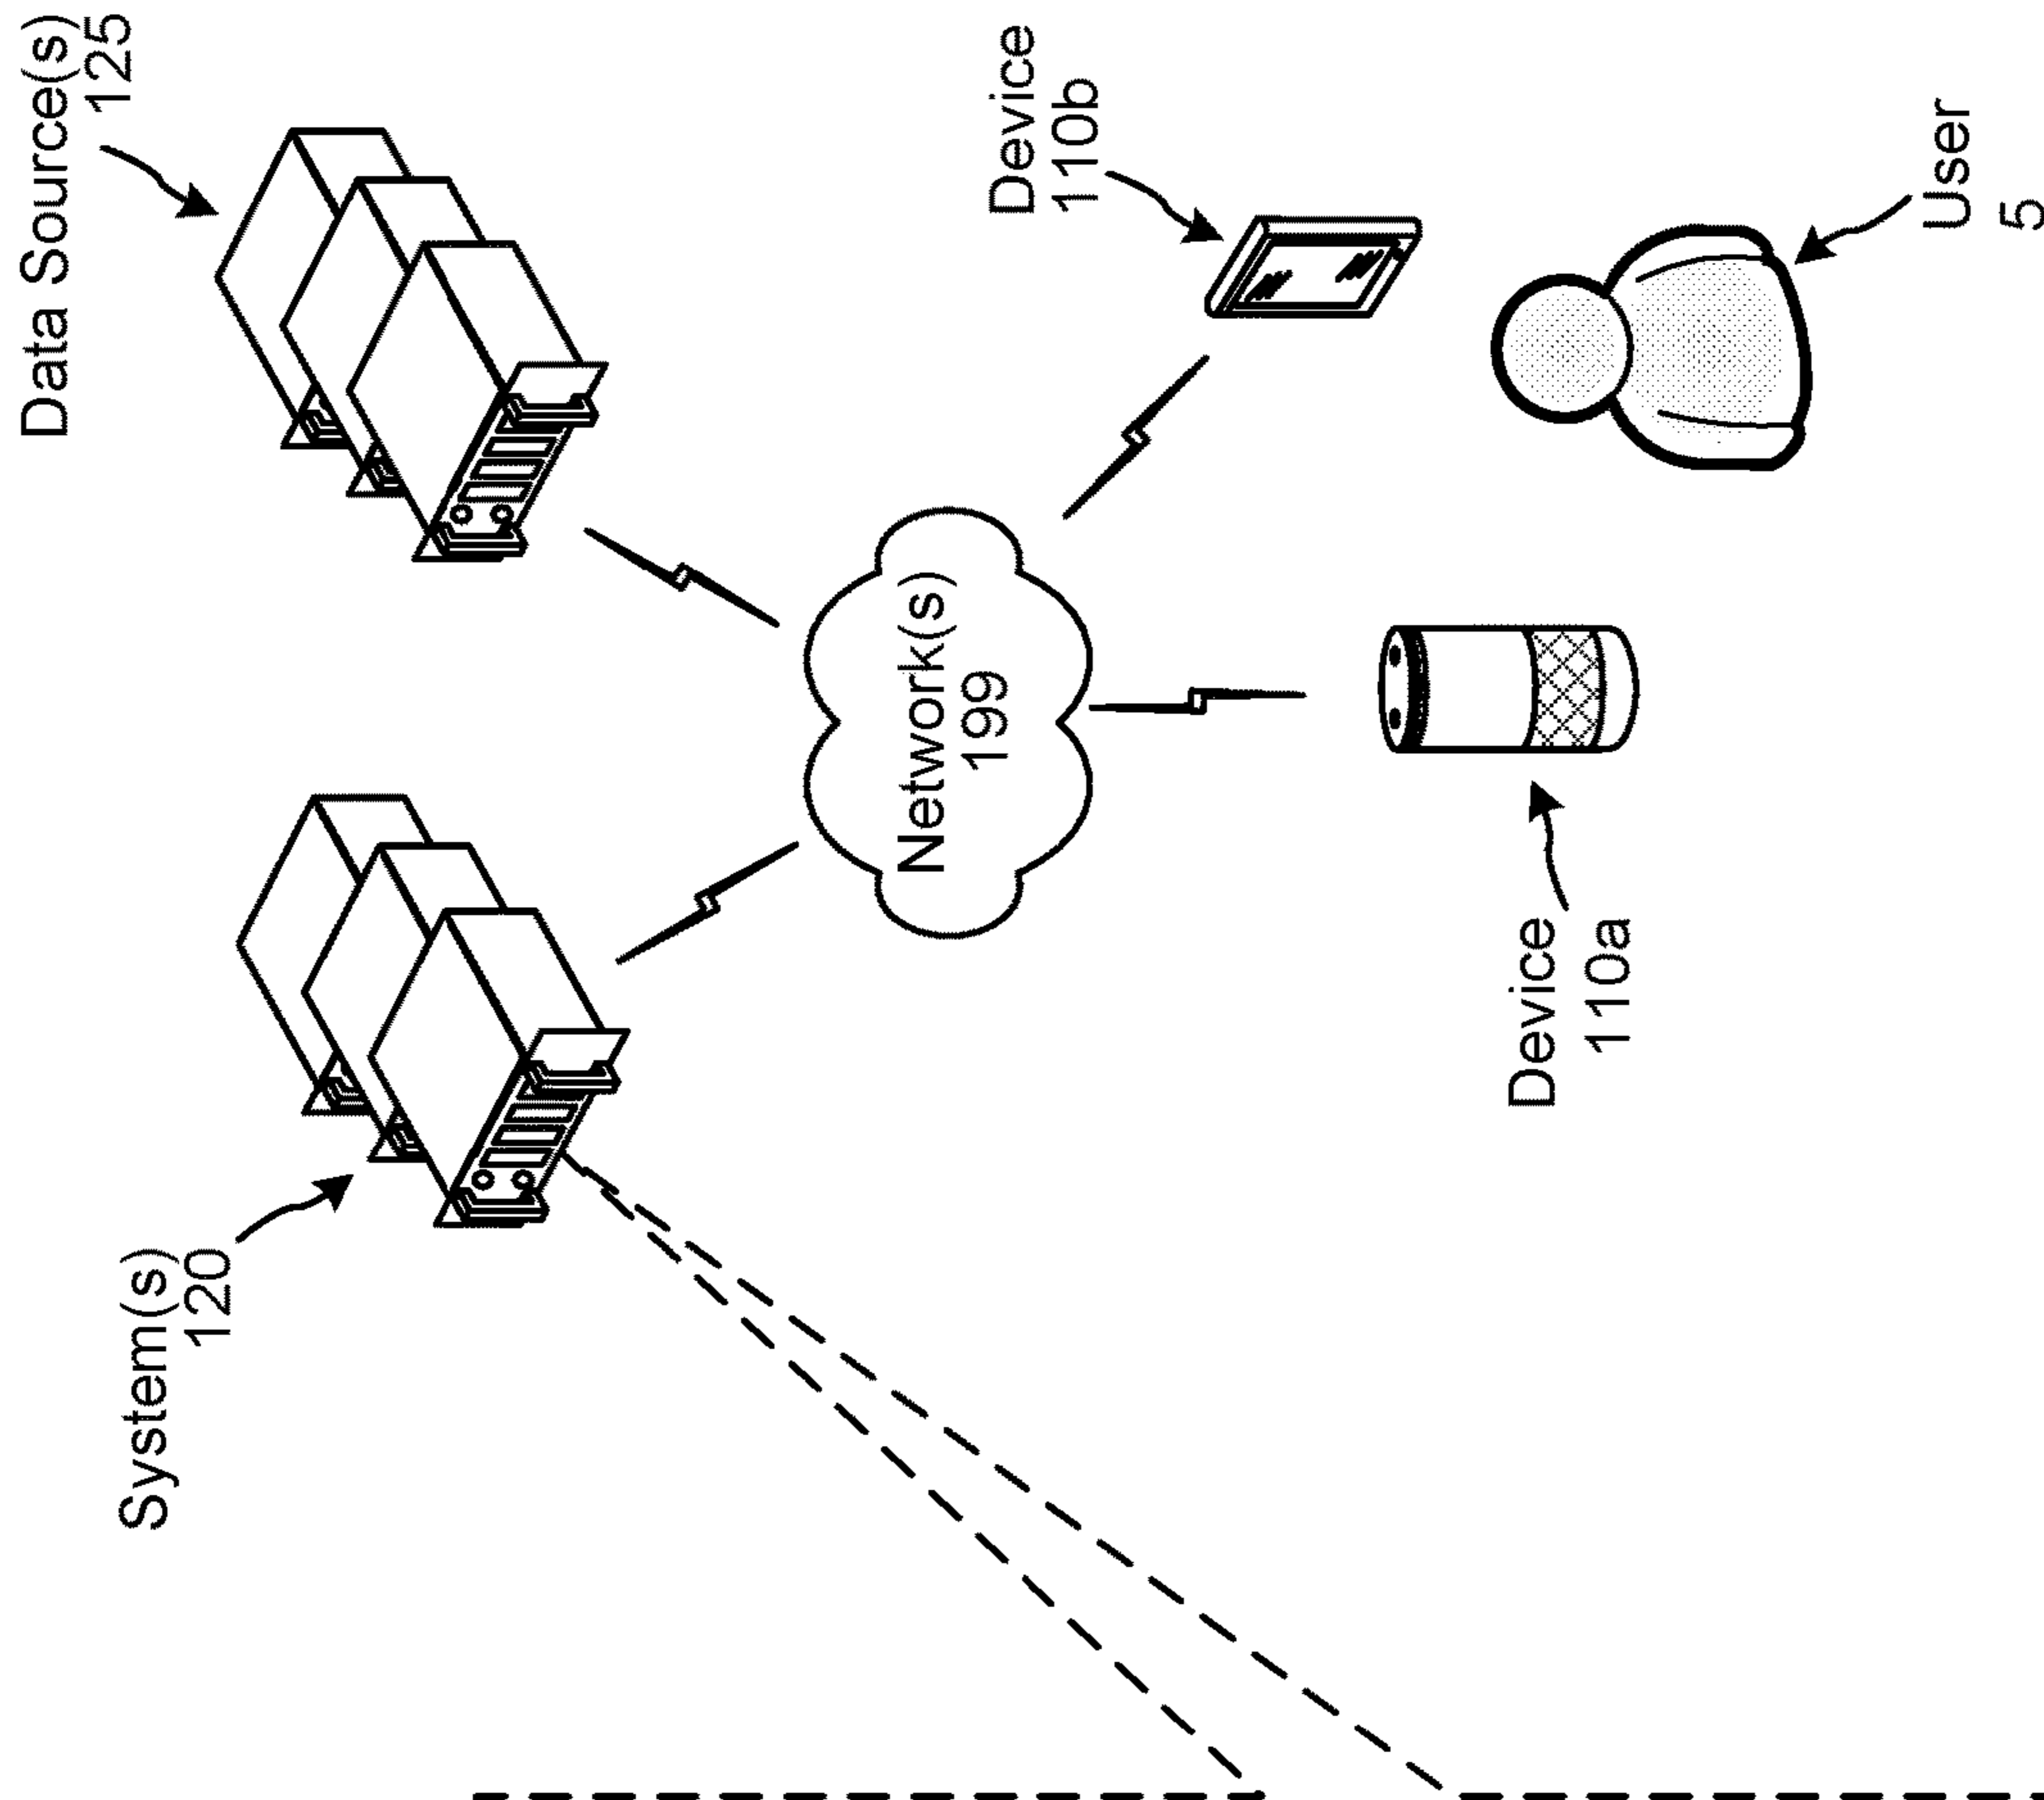 Data Source(s)
125
System(s)
120
Network(s)
199
Device
110b
Device
110a
User
5